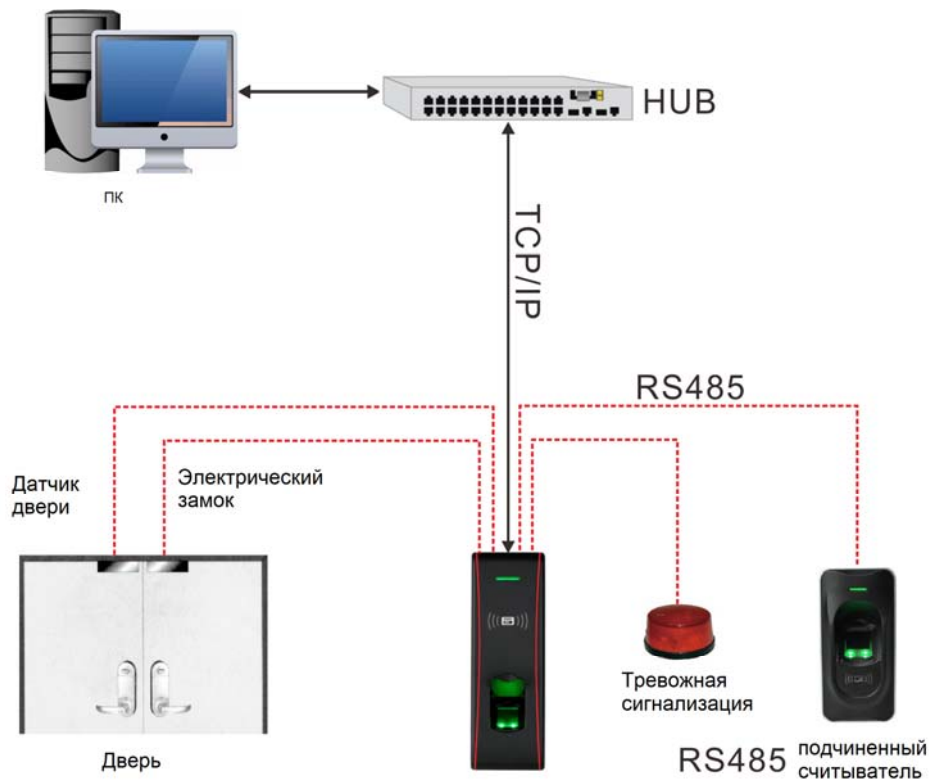 HUB
ПК
TCP/IP
RS485
Датчик
двери
Электрический
замок
Тревожная
сигнализация
Дверь
RS485 подчиненный
считыватель